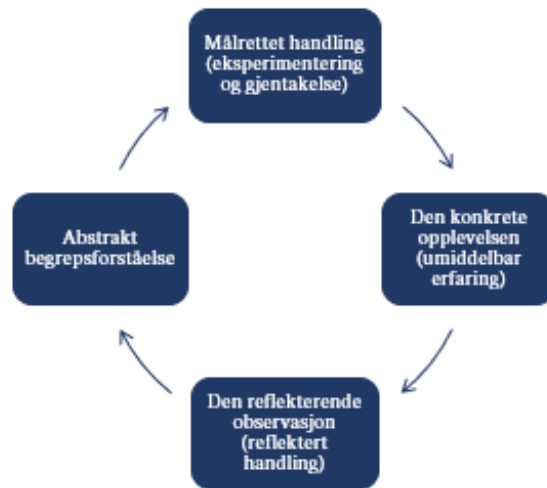 Målrettet handling
(eksperimentering
og gjentakelse)
Den konkrete
opplevelsen
(umiddelbar
erfaring)
Den reflekterende
observasjon
(reflektert
handling)
Abstrakt
begrepsforståelse